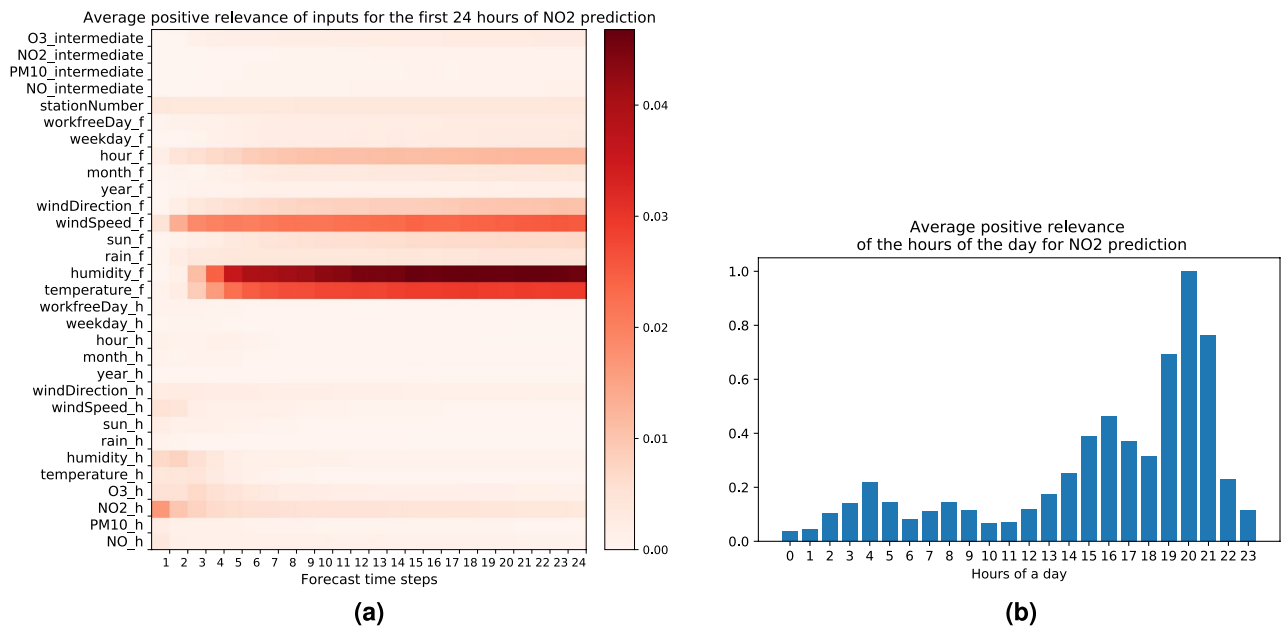 Average positive relevance of inputs for the first 24 hours of NO2 prediction
O3_intermediate
NO2_intermediate
PM10_intermediate
NO_intermediate
stationNumber
workfreeDay_f
weekday_f
hour_f
month_f
year_f
windDirection_f
windSpeed_f
sun_f
rain_f
humidity_f
temperature_f
workfreeDay_h
weekday_h
hour_h
month_h
year_h
windDirection_h
windSpeed_h
sun_h
rain_h
humidity_h
temperature_h
O3_h
NO2_h
PM10_h
NO_h
1 2 3 4 5 6 7 8 9 10 11 12 13 14 15 16 17 18 19 20 21 22 23 24
Forecast time steps
0.04
0.03
0.02
0.01
0.00
(a)
Average positive relevance
of the hours of the day for NO2 prediction
1.0
0.8
0.6
0.4
0.2
0.0
0 1 2 3 4 5 6 7 8 9 10 11 12 13 14 15 16 17 18 19 20 21 22 23
Hours of a day
(b)